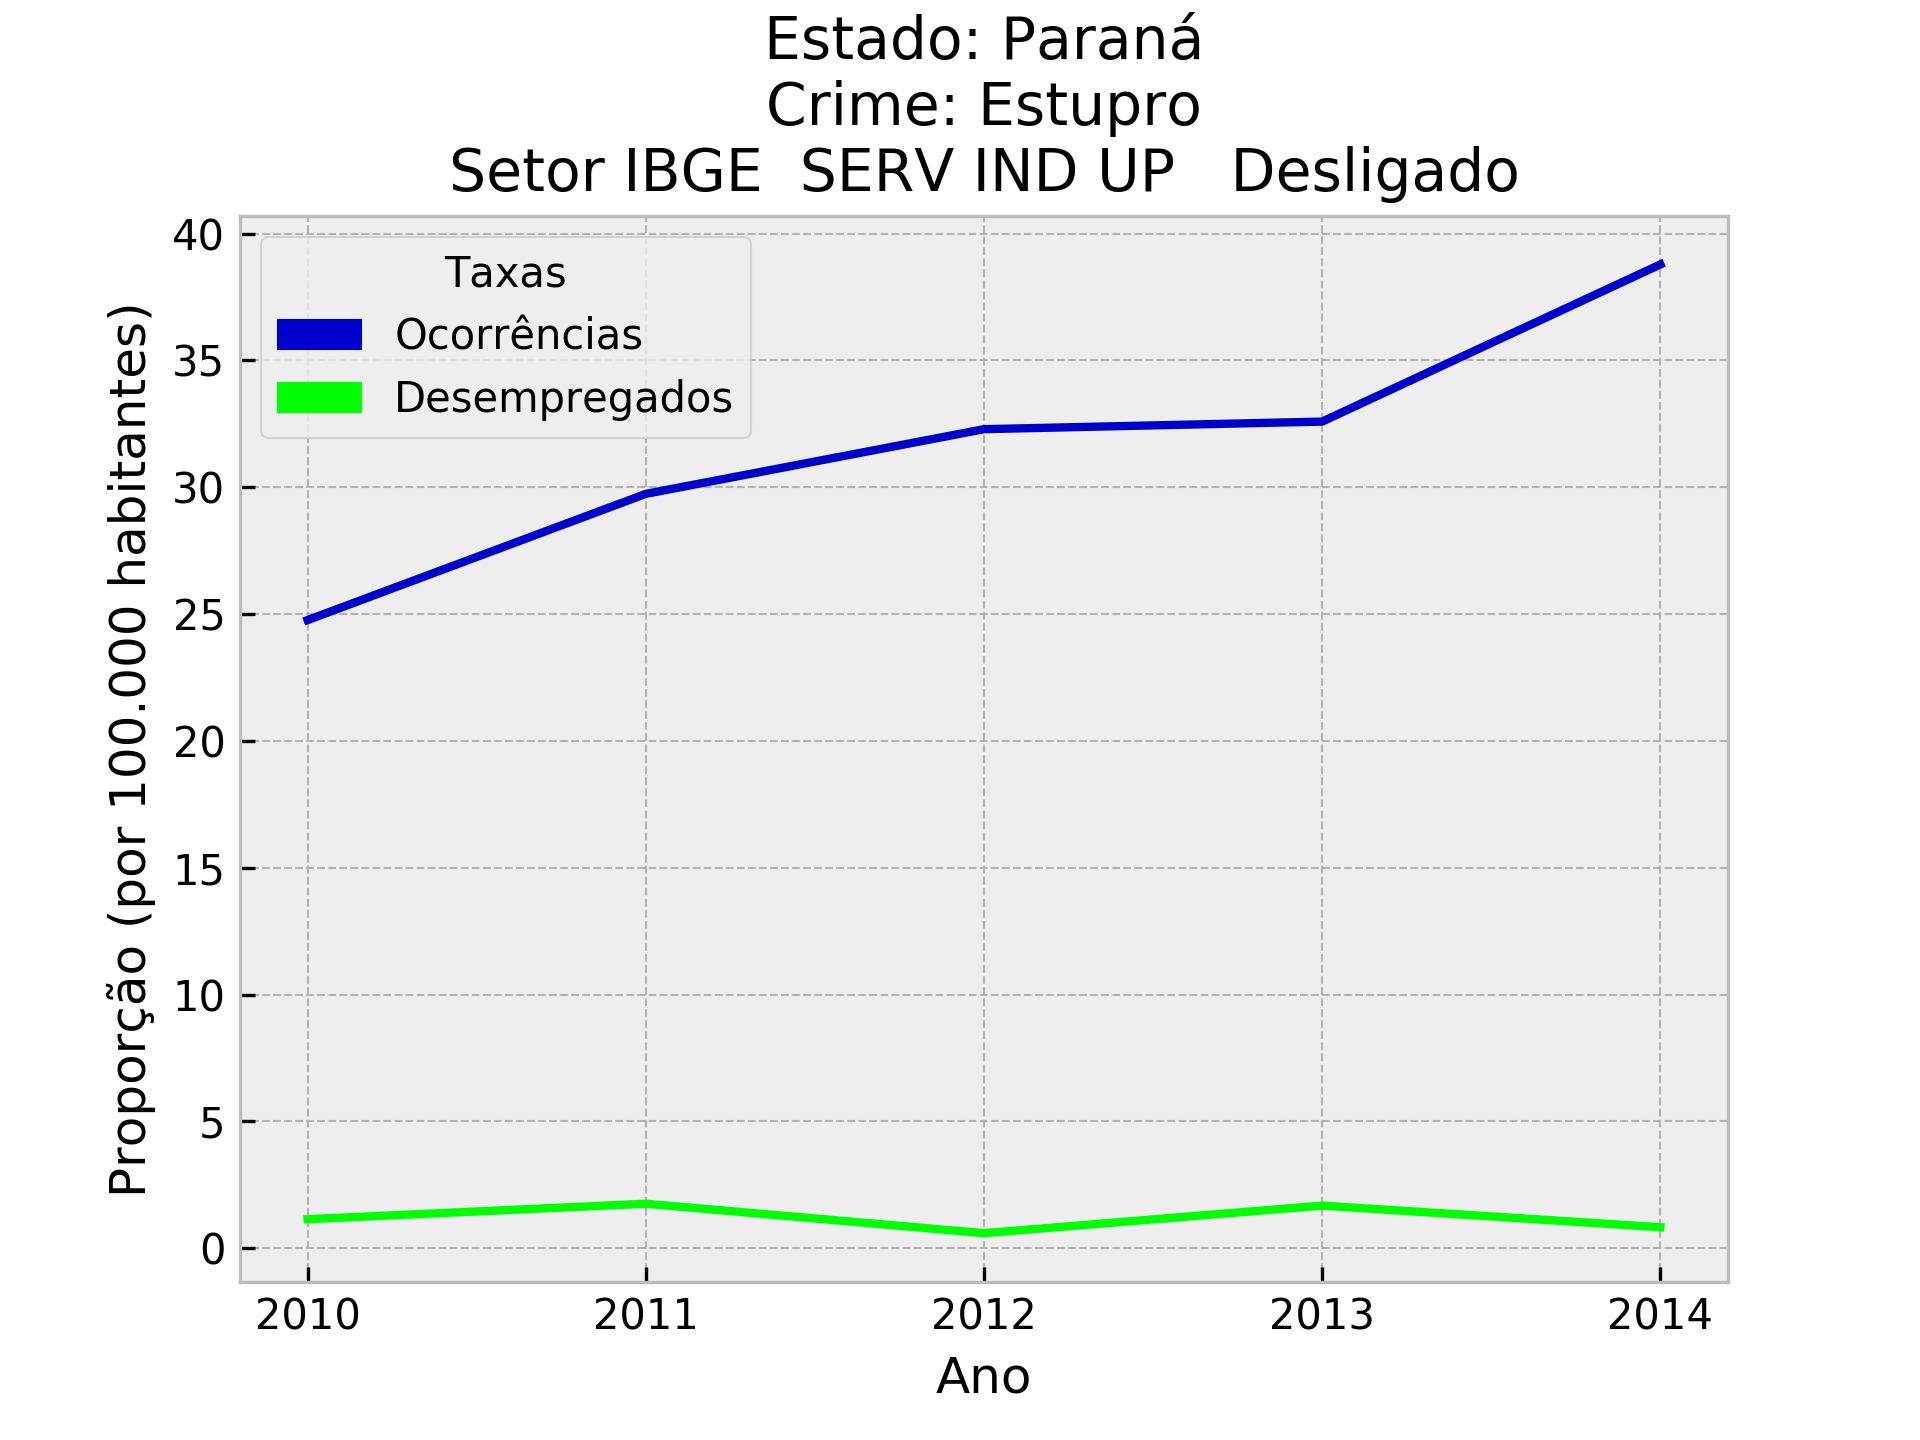 Estado: Paraná
Crime: Estupro
Setor IBGE  SERV IND UP   Desligado
Proporção (por 100.000 habitantes)
40
35
30
25
20
15
10
5
0
Taxas
Ocorrências
Desempregados
2010 2011 2012 2013 2014
Ano